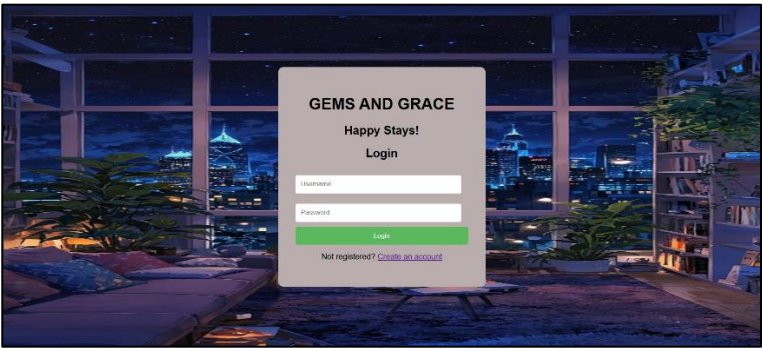 GEMS AND GRACE
Happy Stays!
Login
Username
Password
Login
Not registered? Create an account